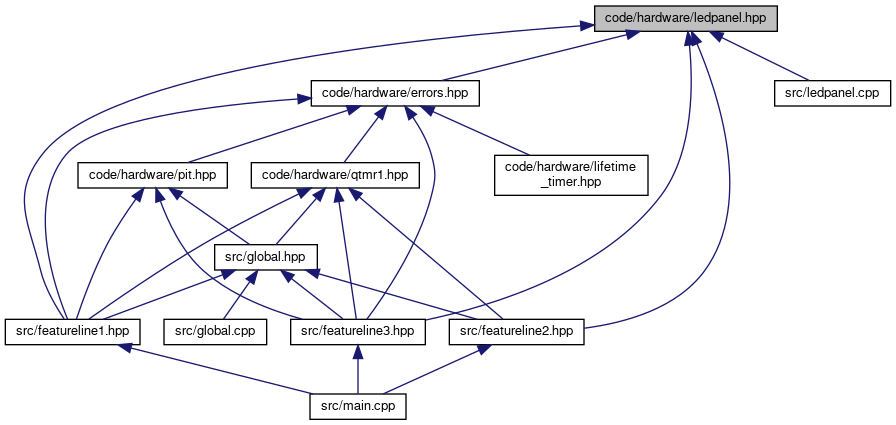 code/hardware/ledpanel.hpp
code/hardware/errors.hpp
src/ledpanel.cpp
code/hardware/pit.hpp
code/hardware/qtmr1.hpp
code/hardware/lifetime
_timer.hpp
src/global.hpp
src/featureline1.hpp
src/global.cpp
src/featureline3.hpp
src/featureline2.hpp
src/main.cpp